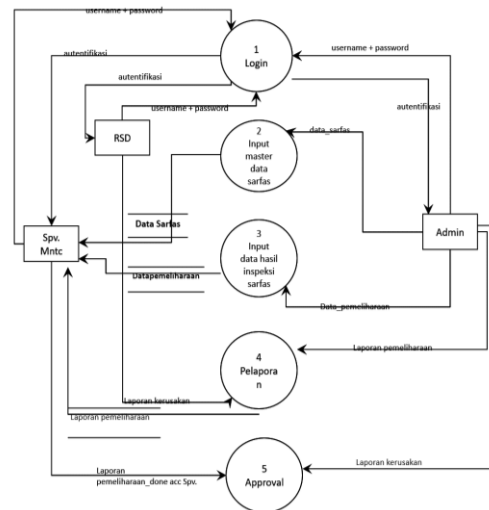 username + password
1
Login
username + password
autentifikasi
autentifikasi
autentifikasi
username + password
RSD
2
Input
master
data
sarfas
data_sarfas
Data Sarfas
Spv.
Mntc
Admin
3
Input
data hasil
inspeksi
sarfas
Datapemeliharaan
Data_pemeliharaan
4
Pelapora
n
Laporan pemeliharaan
Laporan kerusakan
Laporan pemeliharaan
5
Approval
Laporan
pemeliharaan_done acc Spv.
Laporan kerusakan